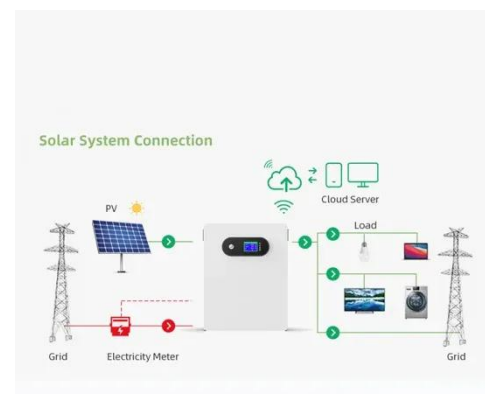 Solar System Connection
PV
Cloud Server
Load
Grid
Electricity Meter
Grid